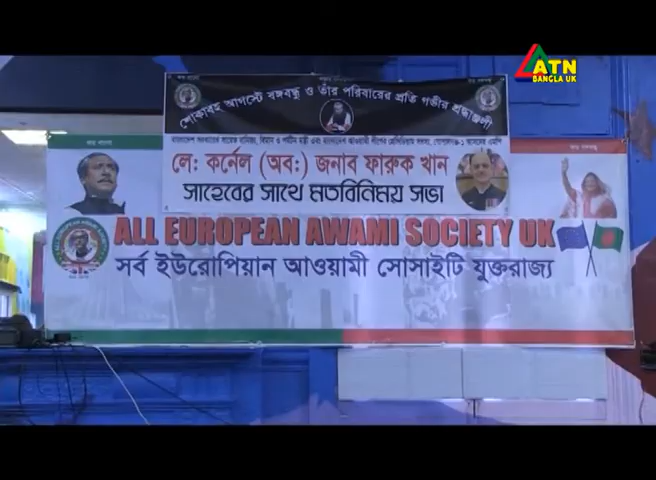 ATN
BANGLA UK
শোকাবহ আগস্টে বঙ্গবন্ধু ও তাঁর পরিবারের প্রতি গভীর শ্রদ্ধাঞ্জলী
লে: কর্নেল (অব:) জনাব ফারুক খান
সাহেবের সাথে মতবিনিময় সভা
ALL EUROPEAN AWAMI SOCIETY UK
সর্ব ইউরোপিয়ান আওয়ামী সোসাইটি যুক্তরাজ্য